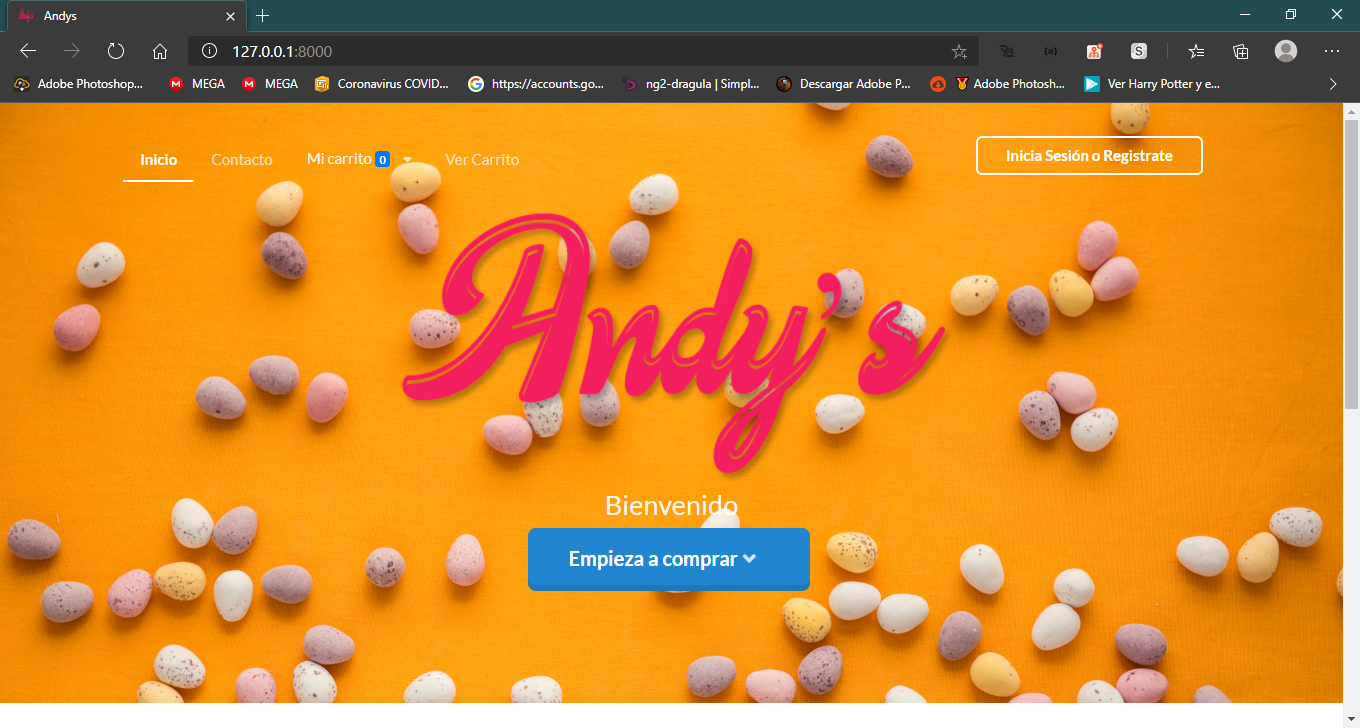 Andys
127.0.0.1:8000
Adobe Photoshop... MEGA MEGA Coronavirus COVID... https://accounts.go... ng2-dragula | Simpl... Descargar Adobe P... Adobe Photosh... Ver Harry Potter y e...
Inicio Contacto Mi carrito 0 Ver Carrito Inicia Sesión o Registrate
Andy's
Bienvenido
Empieza a comprar